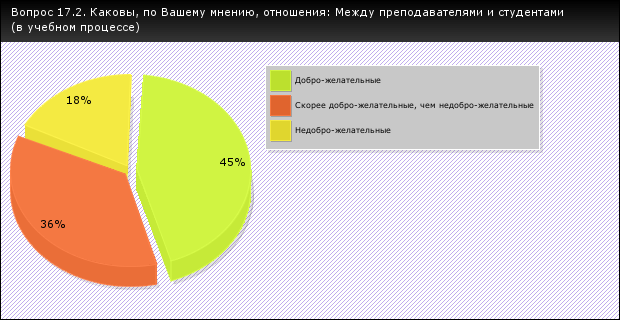 Вопрос 17.2. Каковы, по Вашему мнению, отношения: Между преподавателями и студентами
(в учебном процессе)
Добро-желательные
Скорее добро-желательные, чем недобро-желательные
Недобро-желательные
18%
45%
36%